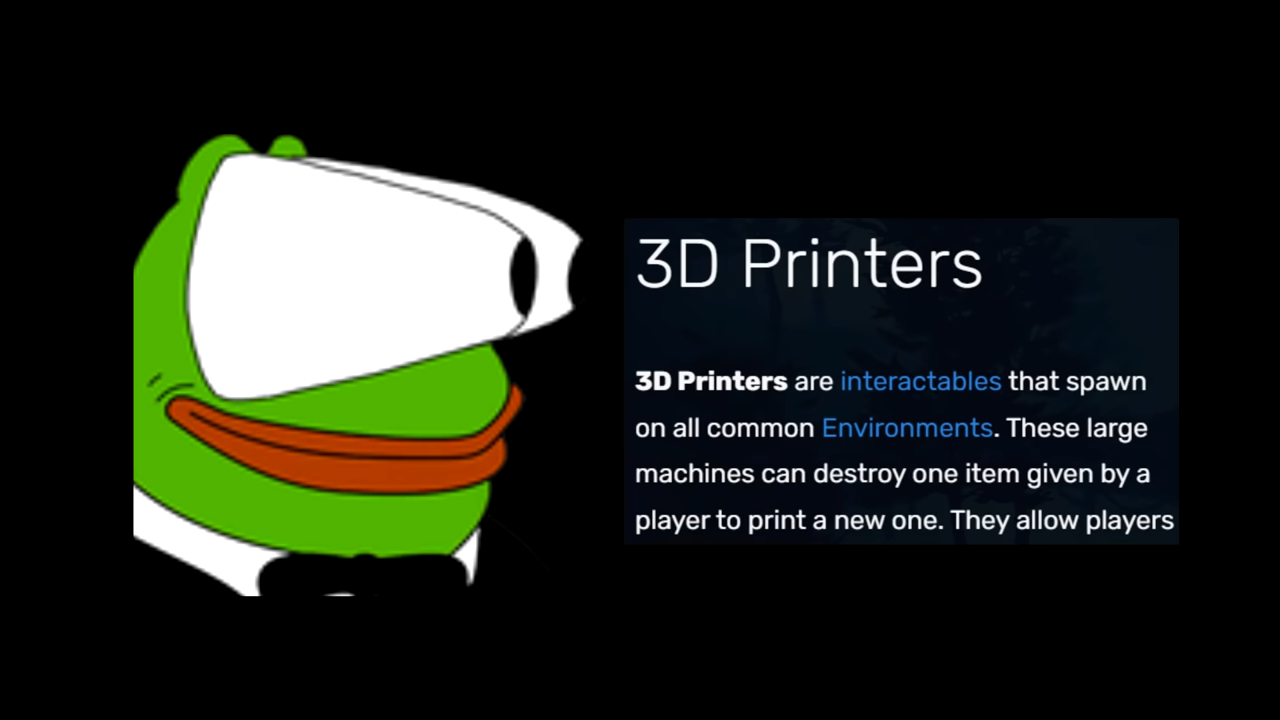 3D Printers
3D Printers are interactables that spawn
on all common Environments. These large
machines can destroy one item given by a
player to print a new one. They allow players